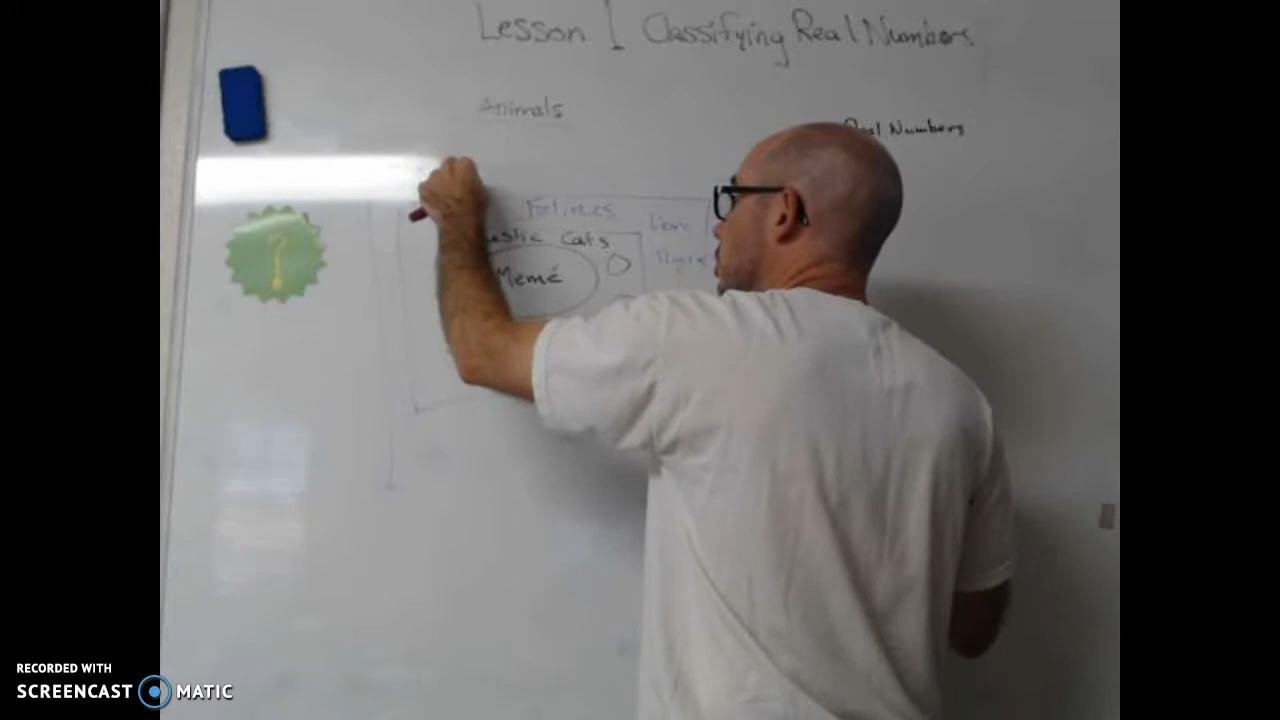 Lesson 1 Classifying Real Numbers
Animals
Real Numbers
Felines
Lion
Cats
Memé
RECORDED WITH
SCREENCAST MATIC